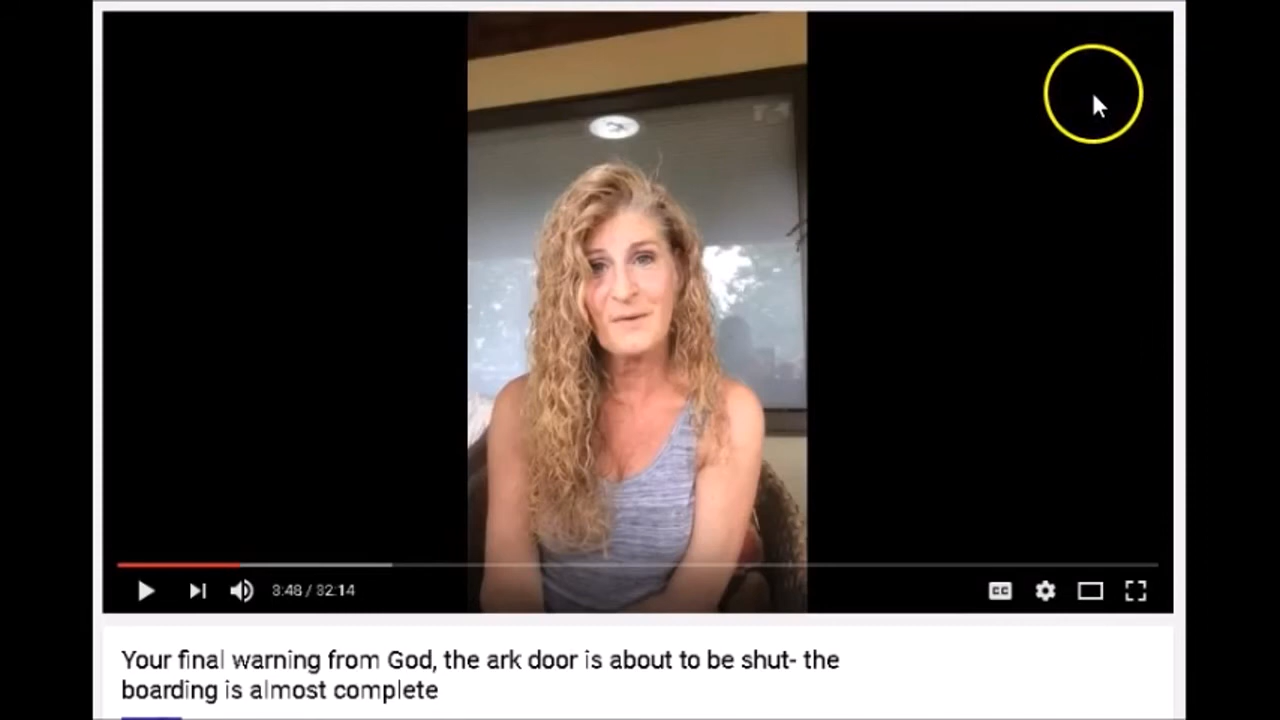 3:48 / 32:14
CC
Your final warning from God, the ark door is about to be shut- the
boarding is almost complete